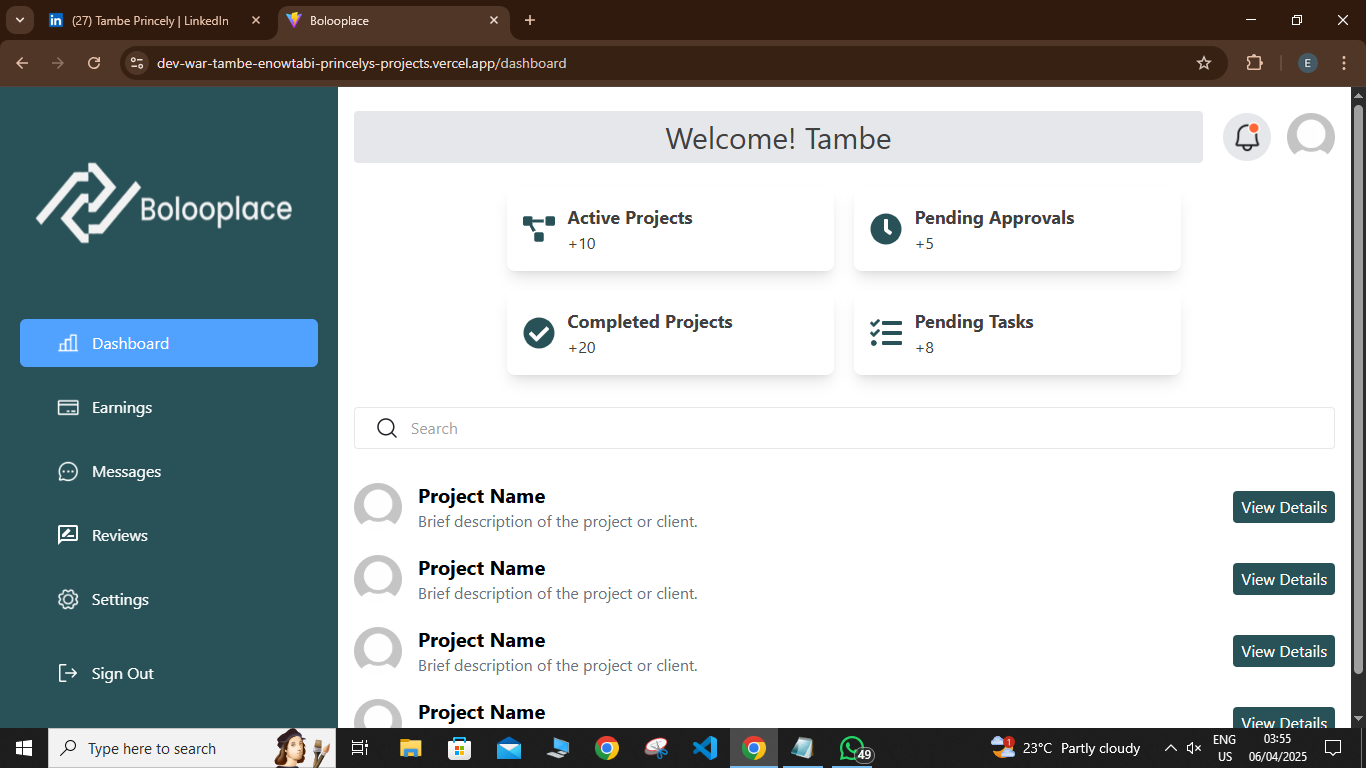 (27) Tambe Princely | LinkedIn
Bolooplace
dev-war-tambe-enowtabi-princelys-projects.vercel.app/dashboard
E
Bolooplace
Dashboard
Earnings
Messages
Reviews
Settings
Sign Out
Welcome! Tambe
Active Projects
+10
Pending Approvals
+5
Completed Projects
+20
Pending Tasks
+8
Search
Project Name
Brief description of the project or client.
View Details
Project Name
Brief description of the project or client.
View Details
Project Name
Brief description of the project or client.
View Details
Project Name
View Details
Type here to search
49
1
23°C Partly cloudy
ENG
US
03:55
06/04/2025